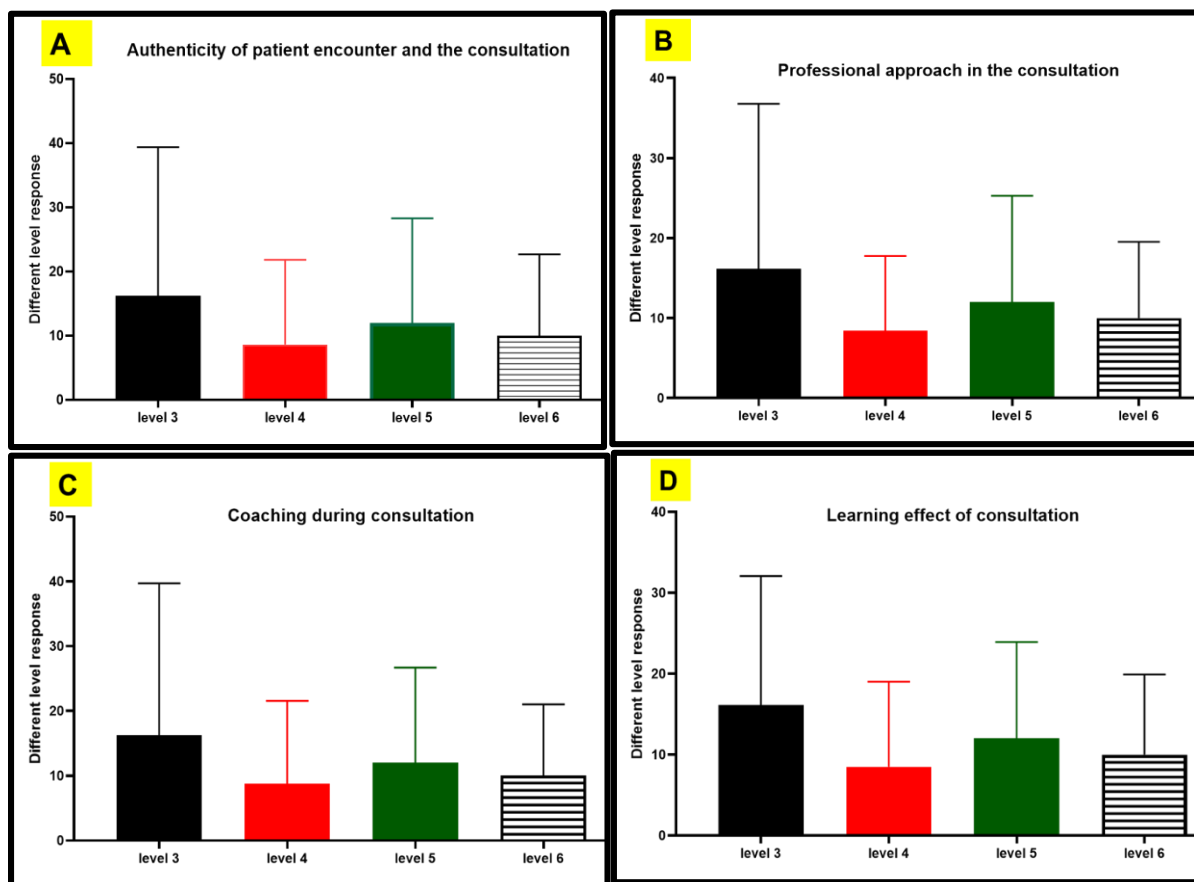 A
Authenticity of patient encounter and the consultation
Different level response
50
40
30
20
10
0
level 3 level 4 level 5 level 6
B
Professional approach in the consultation
Different level response
40
30
20
10
0
level 3 level 4 level 5 level 6
C
Coaching during consultation
Different level response
50
40
30
20
10
0
level 3 level 4 level 5 level 6
D
Learning effect of consultation
Different level response
40
30
20
10
0
level 3 level 4 level 5 level 6